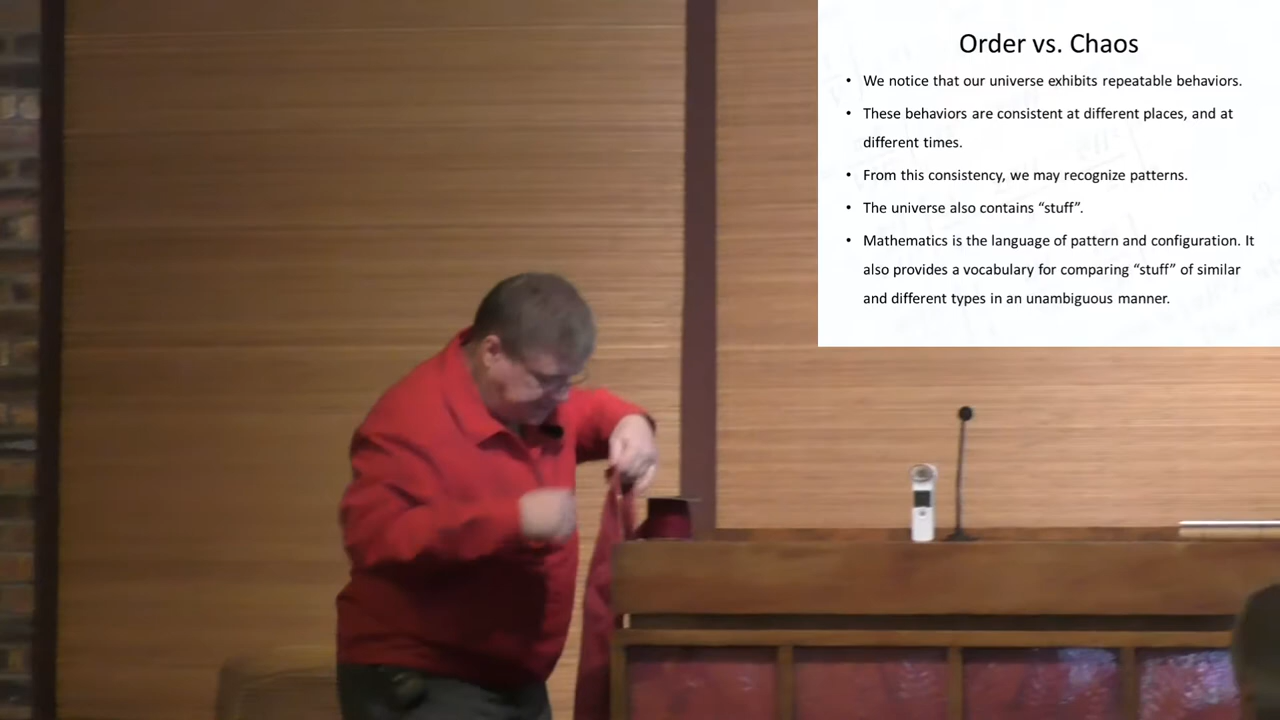 Order vs. Chaos
• We notice that our universe exhibits repeatable behaviors.
• These behaviors are consistent at different places, and at
different times.
• From this consistency, we may recognize patterns.
• The universe also contains “stuff”.
• Mathematics is the language of pattern and configuration. It
also provides a vocabulary for comparing “stuff” of similar
and different types in an unambiguous manner.